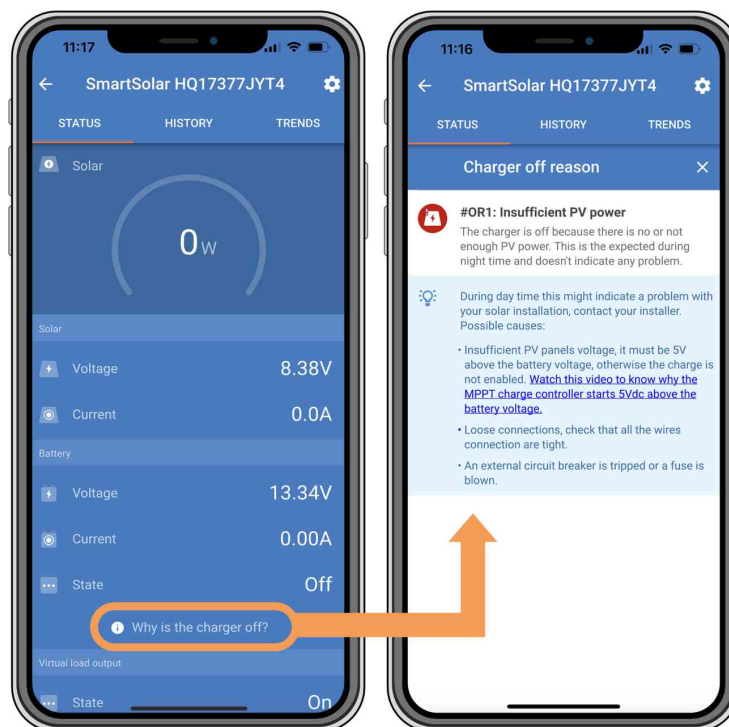 11:17
SmartSolar HQ17377JYT4
STATUS HISTORY TRENDS
Solar
0W
Solar
Voltage 8.38V
Current 0.0A
Battery
Voltage 13.34V
Current 0.00A
State Off
Why is the charger off?
Virtual load output
State On
11:16
SmartSolar HQ17377JYT4
STATUS HISTORY TRENDS
Charger off reason
#OR1: Insufficient PV power
The charger is off because there is no or not
enough PV power. This is the expected during
night time and doesn't indicate any problem.
During day time this might indicate a problem with
your solar installation, contact your installer.
Possible causes:
• Insufficient PV panels voltage, it must be 5V
above the battery voltage, otherwise the charge is
not enabled. Watch this video to know why the
MPPT charge controller starts 5Vdc above the
battery voltage.
• Loose connections, check that all the wires
connection are tight.
• An external circuit breaker is tripped or a fuse is
blown.